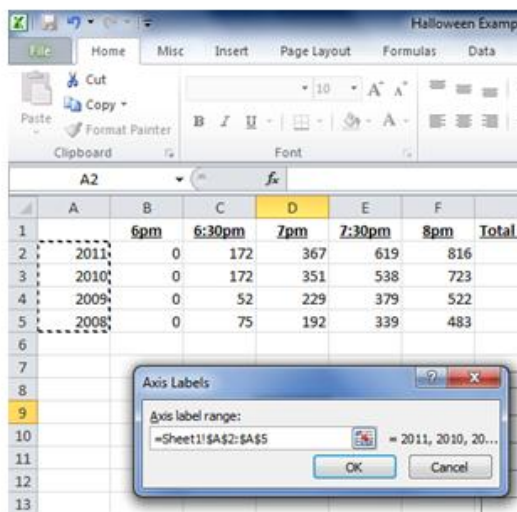 Halloween Examp
File Home Misc Insert Page Layout Formulas Data
Cut
Copy
Format Painter
Paste
10 A A
B I U A
Clipboard Font
A2 fx
A B C D E F
1 6pm 6:30pm 7pm 7:30pm 8pm Total
2 2011 0 172 367 619 816
3 2010 0 172 351 538 723
4 2009 0 52 229 379 522
5 2008 0 75 192 339 483
6
7
8
9
10
11
12
13
Axis Labels
Axis label range:
=Sheet1!$A$2:$A$5 = 2011, 2010, 20...
OK Cancel